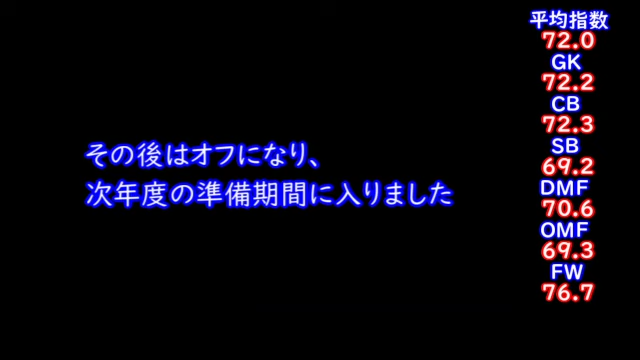 その後はオフになり、
次年度の準備期間に入りました
平均指数
72.0
GK
72.2
CB
72.3
SB
69.2
DMF
70.6
OMF
69.3
FW
76.7